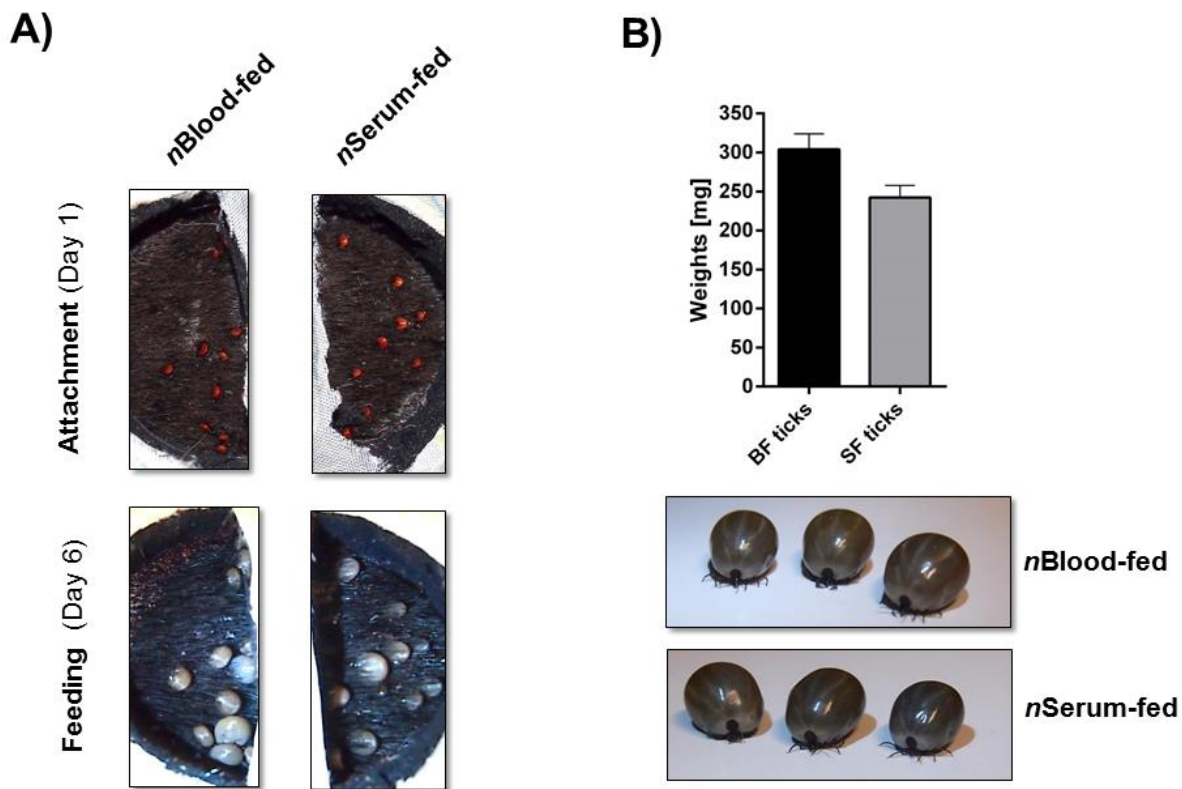 A)
nBlood-fed
nSerum-fed
Attachment (Day 1)
Feeding (Day 6)
B)
350
300
250
200
150
100
50
0
Weights [mg]
BF ticks
SF ticks
nBlood-fed
nSerum-fed